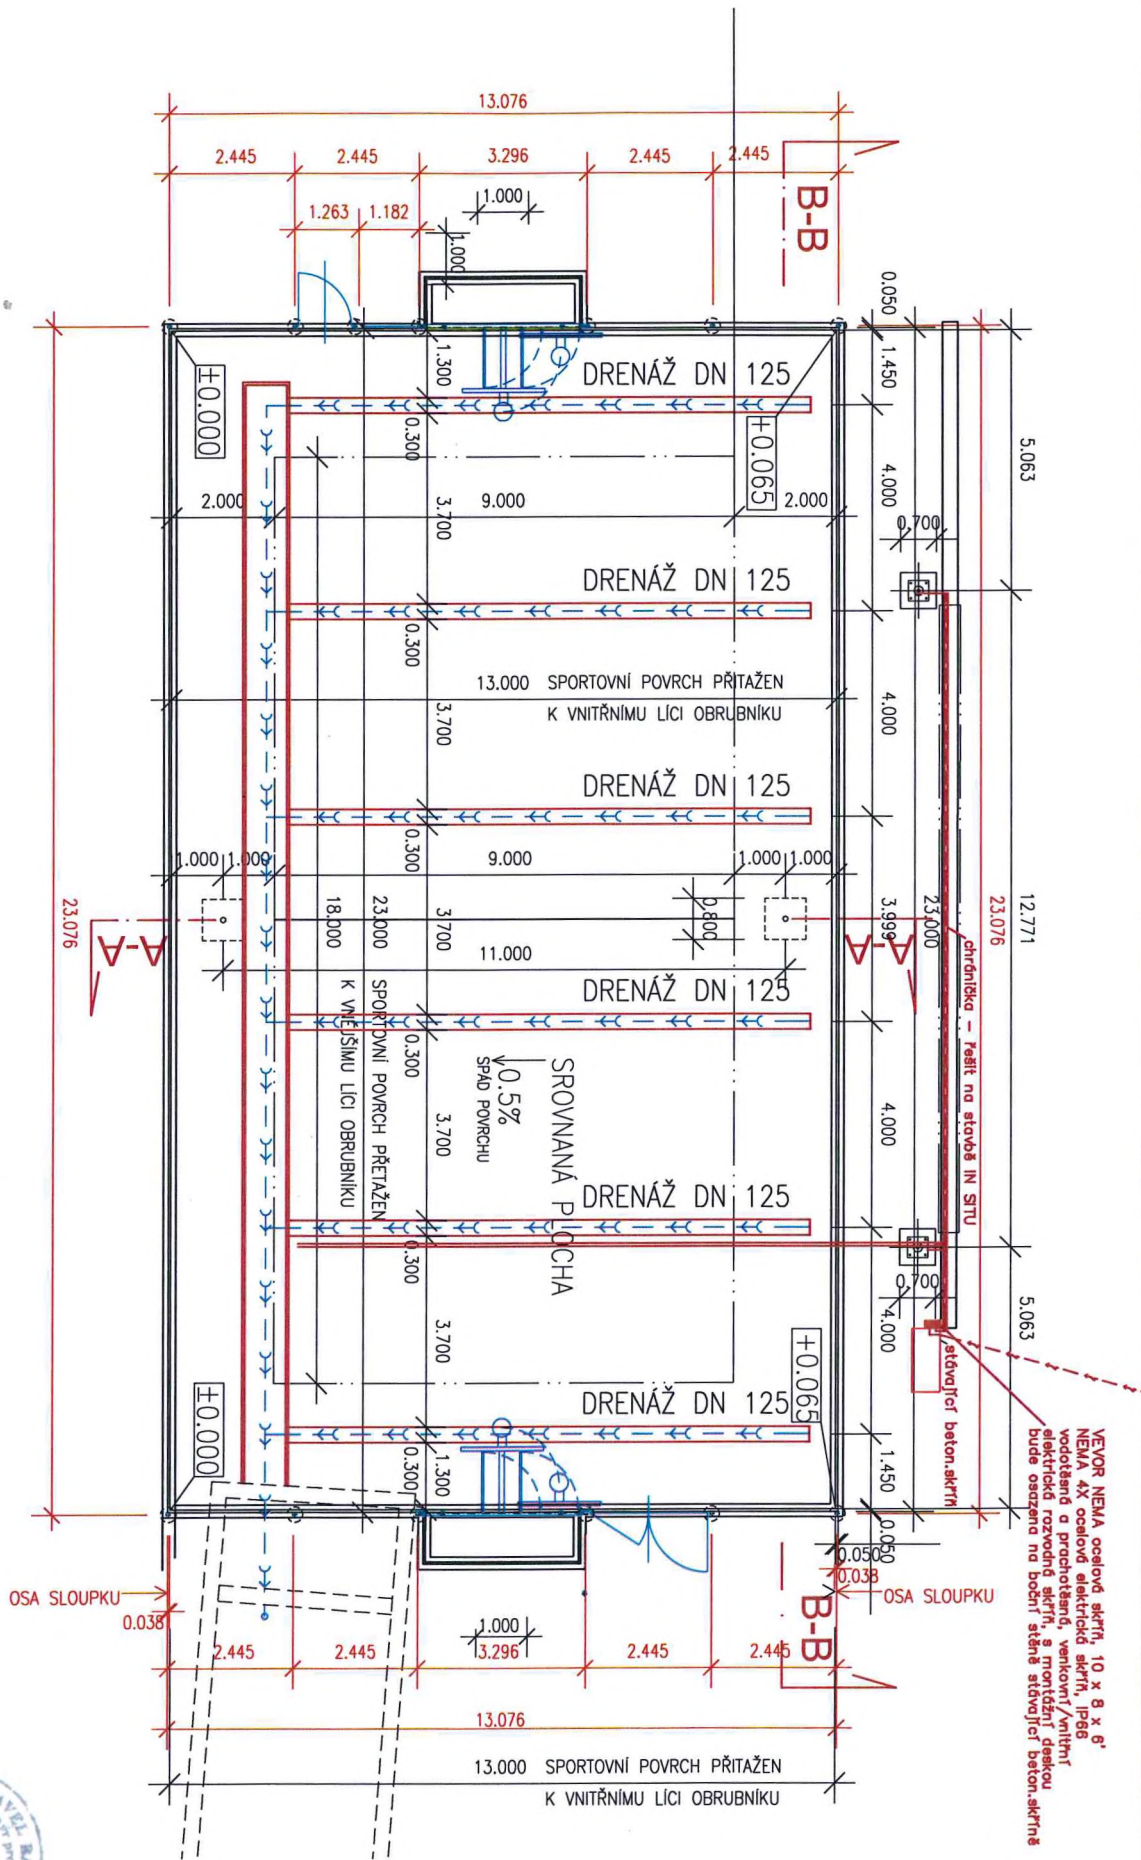 13.076
2.445
2.445
3.296
2.445
2.445
1.263
1.182
1.000
1.000
B-B
0.050
1.450
5.063
4.000
0.700
±0.000
1.300
DRENÁŽ DN 125
+0.065
0.300
2.000
9.000
2.000
3.700
DRENÁŽ DN 125
0.300
13.000 SPORTOVNÍ POVRCH PŘITAŽEN
K VNITŘNÍMU LÍCI OBRUBNÍKU
3.700
4.000
DRENÁŽ DN 125
0.300
1.000
1.000
9.000
1.000
1.000
23.076
A-A
18.000
23.000
3.700
0.800
A-A
3.999
23.000
23.076
12.771
11.000
chránička - řešit na stavbě IN SITU
DRENÁŽ DN 125
0.300
SPORTOVNÍ POVRCH PŘETAŽEN
K VNĚJŠÍMU LÍCI OBRUBNÍKU
SROVNANÁ PLOCHA
0.5%
SPÁD POVRCHU
3.700
4.000
DRENÁŽ DN 125
0.300
0.700
5.063
4.000
3.700
stávající beton.skříň
±0.000
+0.065
DRENÁŽ DN 125
0.300
1.300
1.450
0.050
VEVOR NEMA ocelová skříň, 10 x 8 x 6'
NEMA 4X ocelová elektrická skříň, IP66
vodotěsná a prachotěsná, venkovní/vnitřní
elektrická rozvodná skříň, s montážní deskou
bude osazena na boční stěně stávající beton.skříně
0.050
0.038
OSA SLOUPKU
OSA SLOUPKU
0.038
B-B
1.000
2.445
2.445
3.296
2.445
2.445
13.076
13.000 SPORTOVNÍ POVRCH PŘITAŽEN
K VNITŘNÍMU LÍCI OBRUBNÍKU